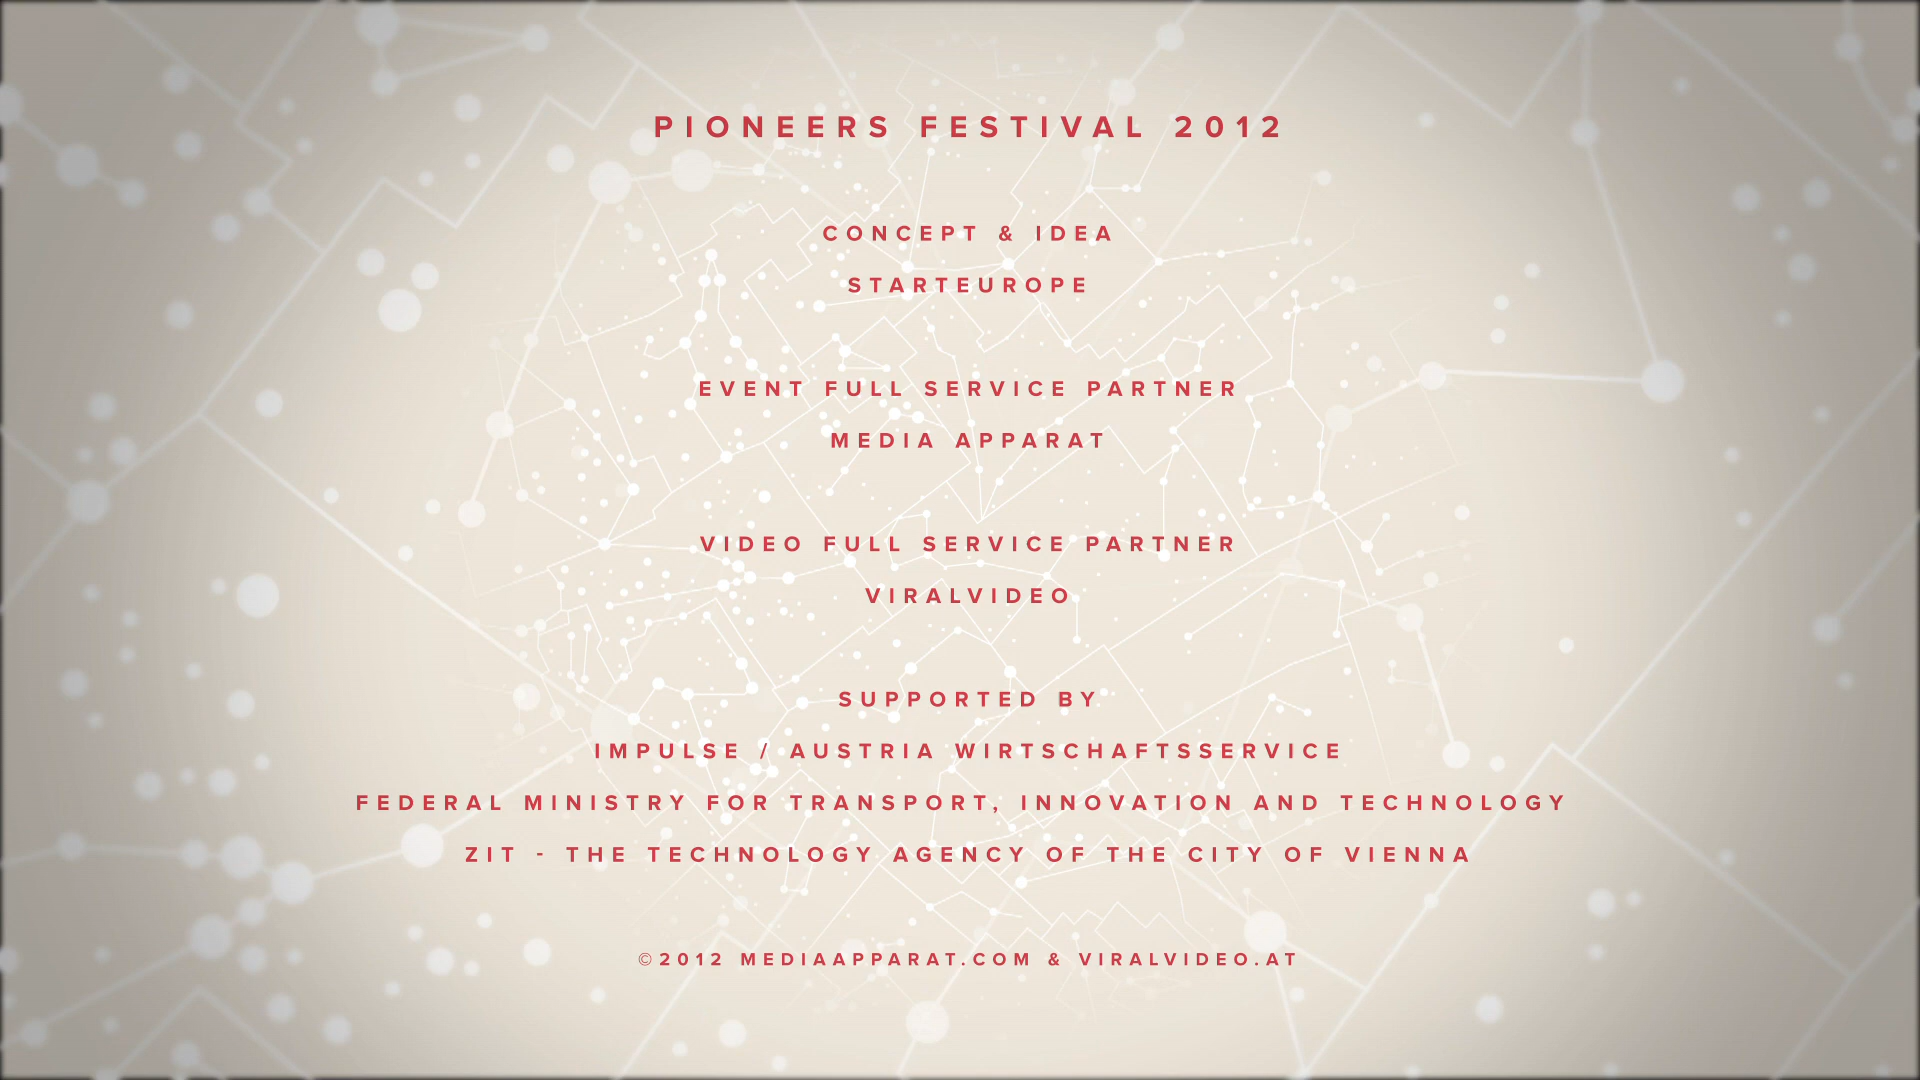 PIONEERS FESTIVAL 2012
CONCEPT & IDEA
STARTEUROPE
EVENT FULL SERVICE PARTNER
MEDIA APPARAT
VIDEO FULL SERVICE PARTNER
VIRALVIDEO
SUPPORTED BY
IMPULSE / AUSTRIA WIRTSCHAFTSSERVICE
FEDERAL MINISTRY FOR TRANSPORT, INNOVATION AND TECHNOLOGY
ZIT - THE TECHNOLOGY AGENCY OF THE CITY OF VIENNA
©2012 MEDIAAPPARAT.COM & VIRALVIDEO.AT